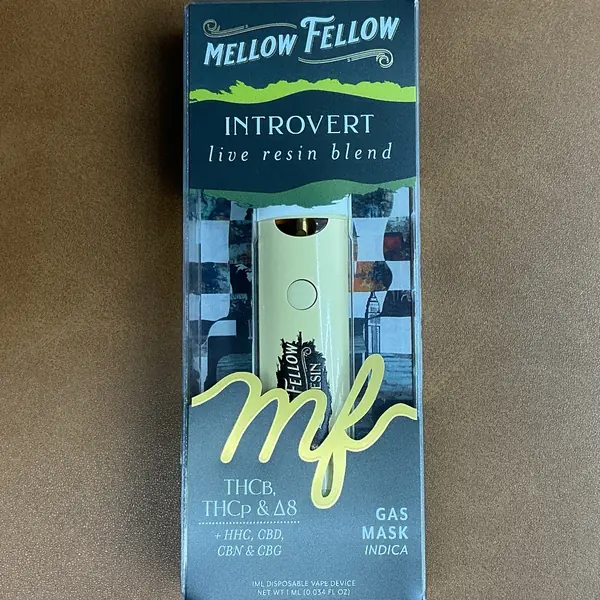 MELLOW FELLOW
INTROVERT
live resin blend
FELLOW
RESIN
mf
THCB,
THCP & Δ8
+ HHC, CBD,
CBN & CBG
GAS
MASK
INDICA
1ML DISPOSABLE VAPE DEVICE
NET WT 1 ML (0.034 FL OZ)